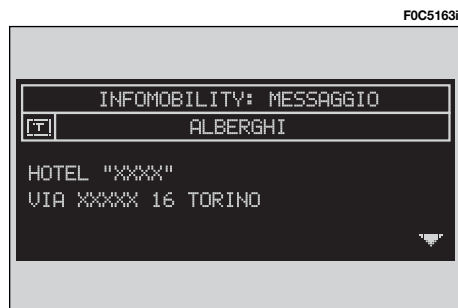 F0C5163i
INFOMOBILITY: MESSAGGIO
[T] ALBERGHI
HOTEL "XXXX"
VIA XXXXX 16 TORINO